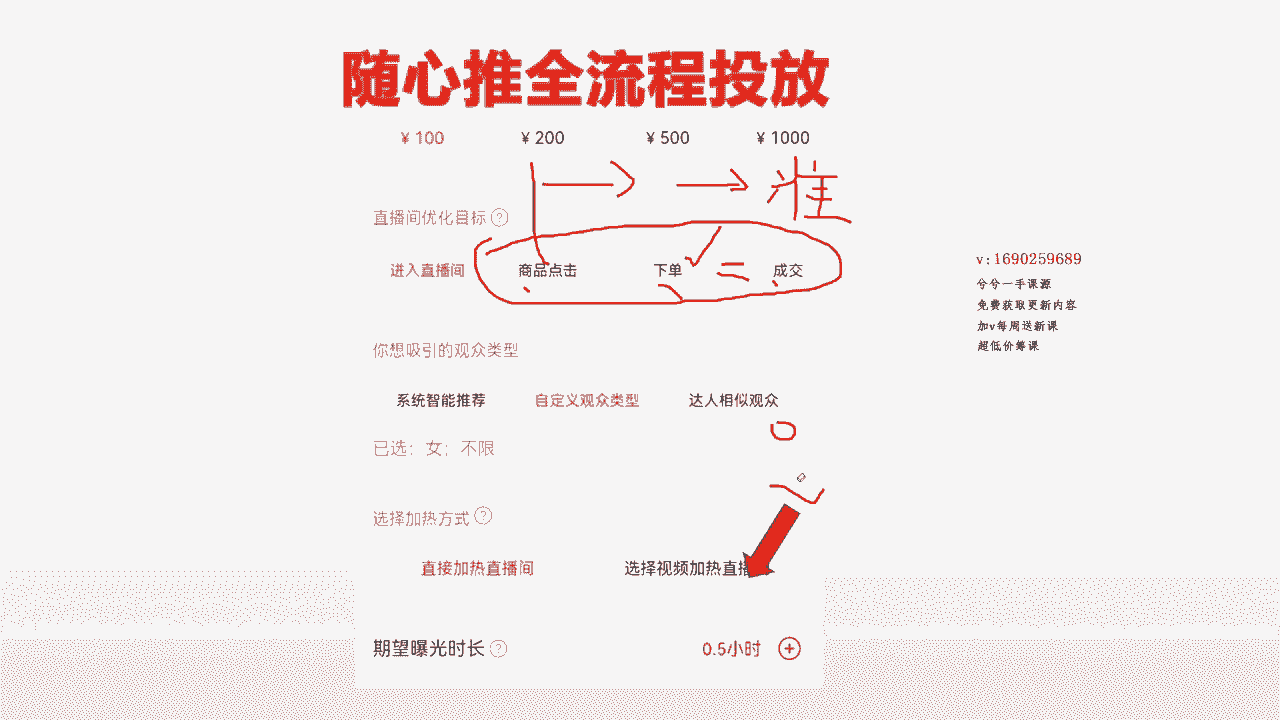 随心推全流程投放
¥ 100 ¥ 200 ¥ 500 ¥ 1000
准
直播间优化目标 ?
进入直播间 商品点击 下单 成交
v:1690259689
兮兮一手课源
免费获取更新内容
加v每周送新课
超低价筹课
你想吸引的观众类型
系统智能推荐 自定义观众类型 达人相似观众
已选：女；不限
选择加热方式 ?
直接加热直播间 选择视频加热直播
期望曝光时长 ? 0.5小时 +